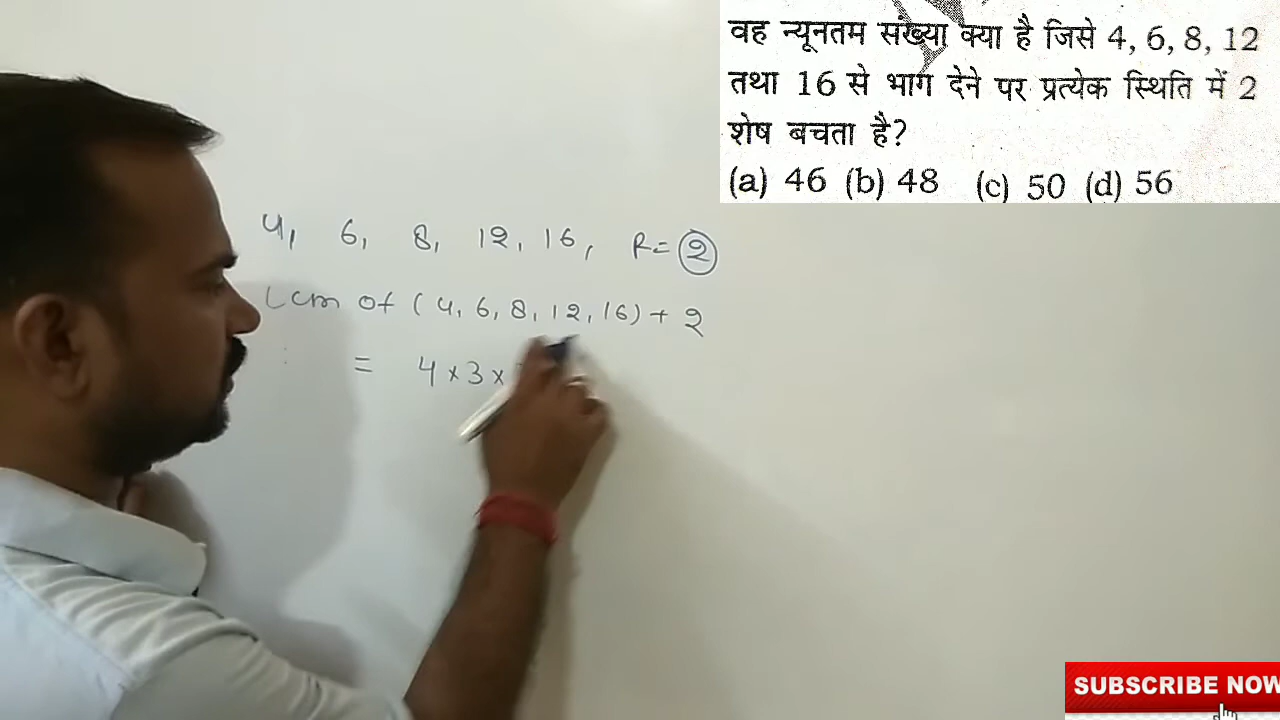 वह न्यूनतम संख्या क्या है जिसे 4, 6, 8, 12
तथा 16 से भाग देने पर प्रत्येक स्थिति में 2
शेष बचता है?
(a) 46 (b) 48 (c) 50 (d) 56
4, 6, 8, 12, 16, R= 2
Lcm of (4, 6, 8, 12, 16) + 2
= 4 × 3 ×
SUBSCRIBE NOW